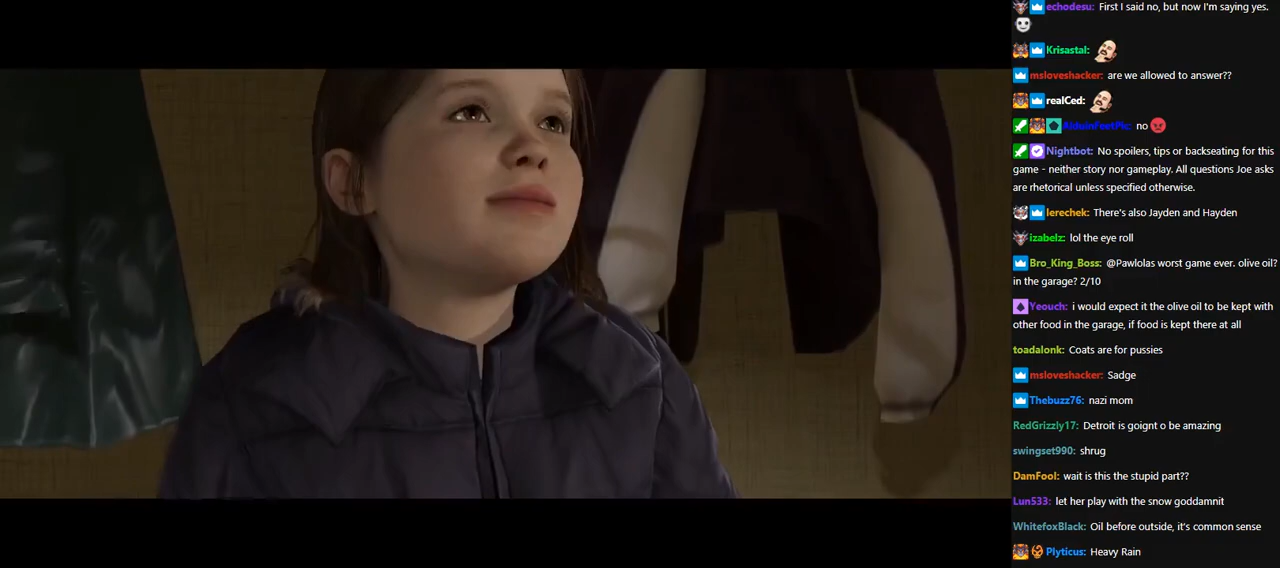 echodesu: First I said no, but now I'm saying yes.
Krisastal:
msloveshacker: are we allowed to answer??
realCed:
AlduinFeetPic: no
Nightbot: No spoilers, tips or backseating for this
game - neither story nor gameplay. All questions Joe asks
are rhetorical unless specified otherwise.
lerechek: There's also Jayden and Hayden
izabelz: lol the eye roll
Bro_King_Boss: @Pawlolas worst game ever. olive oil?
in the garage? 2/10
Yeouch: i would expect it the olive oil to be kept with
other food in the garage, if food is kept there at all
toadalonk: Coats are for pussies
msloveshacker: Sadge
Thebuzz76: nazi mom
RedGrizzly17: Detroit is goignt o be amazing
swingset990: shrug
DamFool: wait is this the stupid part??
Lun533: let her play with the snow goddamnit
WhitefoxBlack: Oil before outside, it's common sense
Plyticus: Heavy Rain